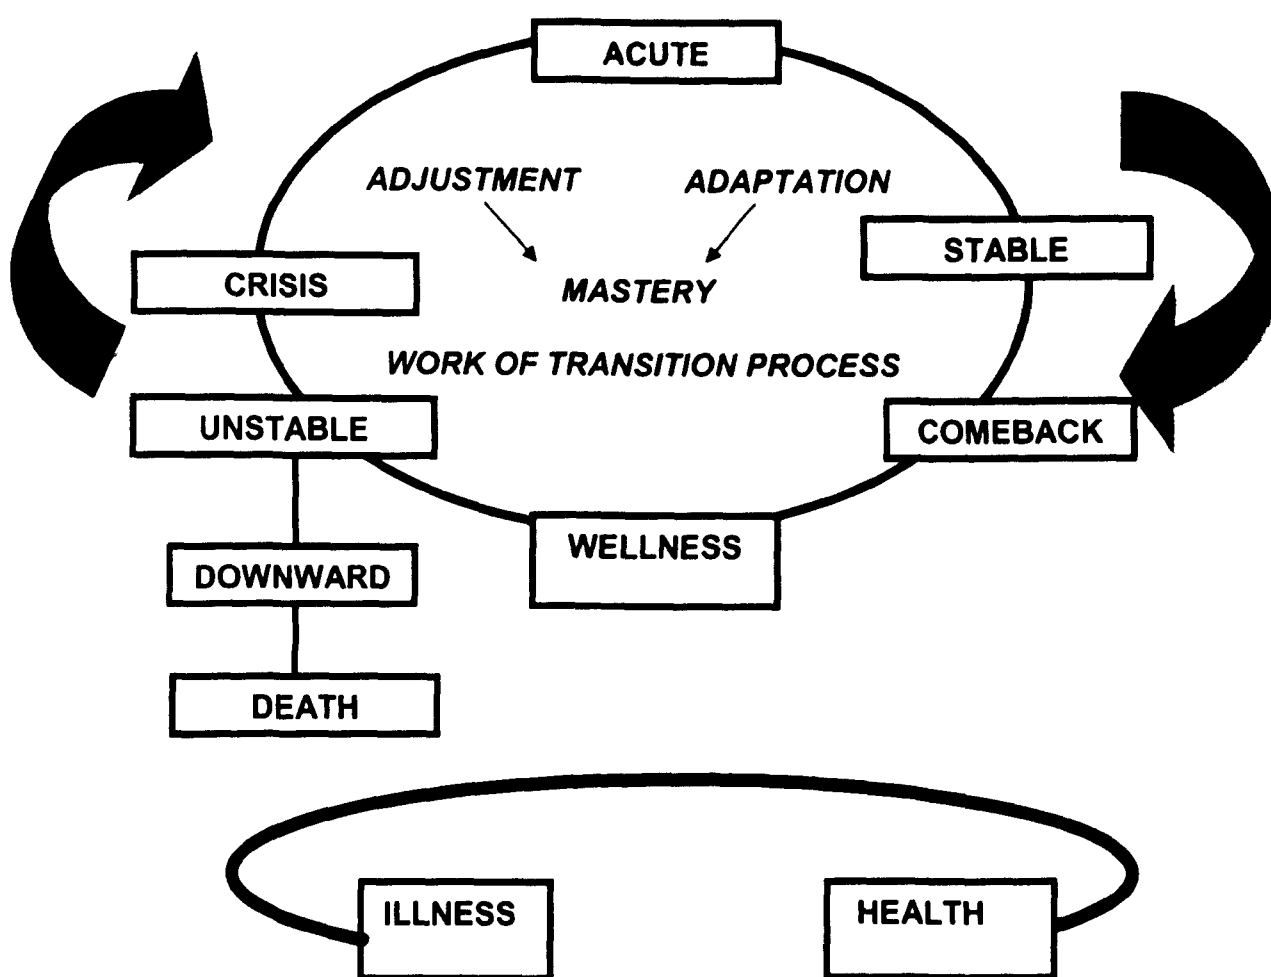 ACUTE
ADJUSTMENT
ADAPTATION
STABLE
CRISIS
MASTERY
WORK OF TRANSITION PROCESS
UNSTABLE
COMEBACK
WELLNESS
DOWNWARD
DEATH
ILLNESS
HEALTH